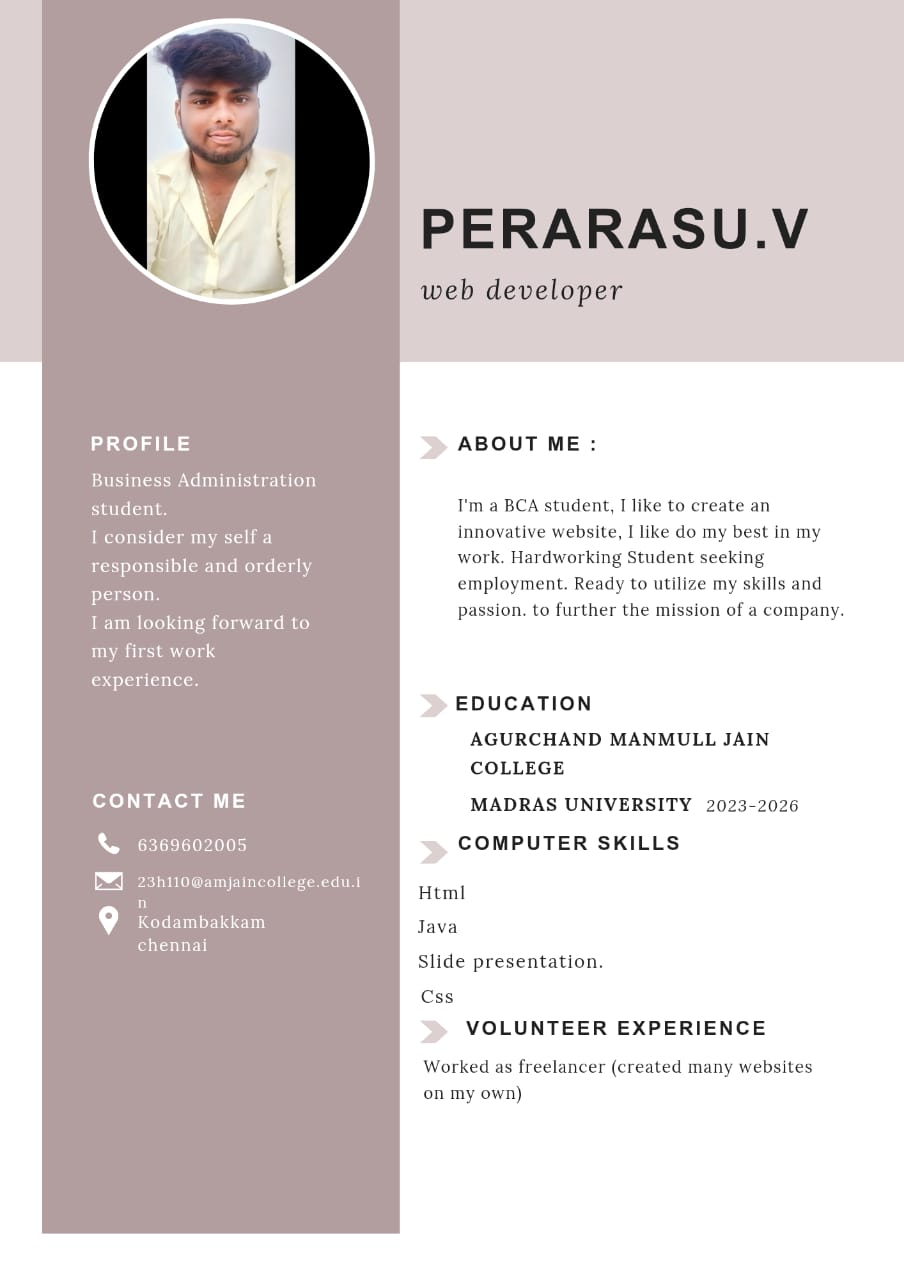 PERARASU.V
web developer
PROFILE
Business Administration
student.
I consider my self a
responsible and orderly
person.
I am looking forward to
my first work
experience.
CONTACT ME
6369602005
23h110@amjaincollege.edu.i
n
Kodambakkam
chennai
ABOUT ME :
I'm a BCA student, I like to create an
innovative website, I like do my best in my
work. Hardworking Student seeking
employment. Ready to utilize my skills and
passion. to further the mission of a company.
EDUCATION
AGURCHAND MANMULL JAIN
COLLEGE
MADRAS UNIVERSITY 2023-2026
COMPUTER SKILLS
Html
Java
Slide presentation.
Css
VOLUNTEER EXPERIENCE
Worked as freelancer (created many websites
on my own)